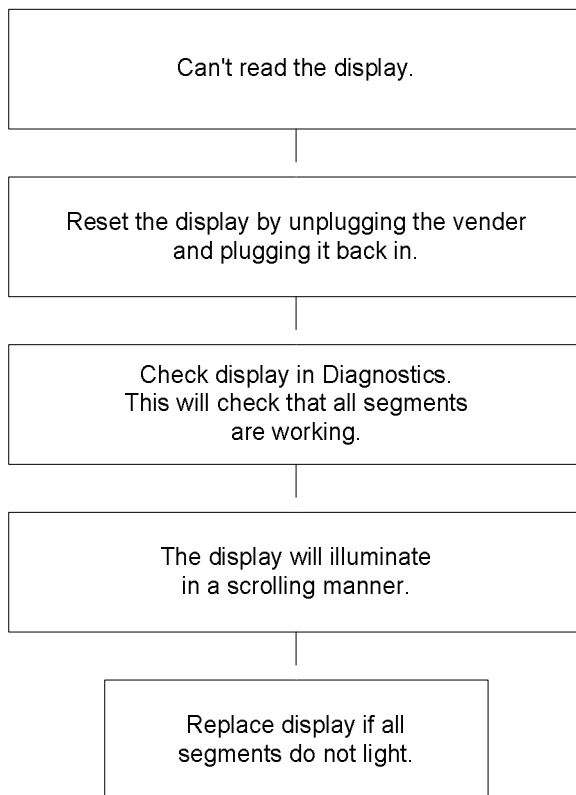 Can't read the display.
Reset the display by unplugging the vender
and plugging it back in.
Check display in Diagnostics.
This will check that all segments
are working.
The display will illuminate
in a scrolling manner.
Replace display if all
segments do not light.